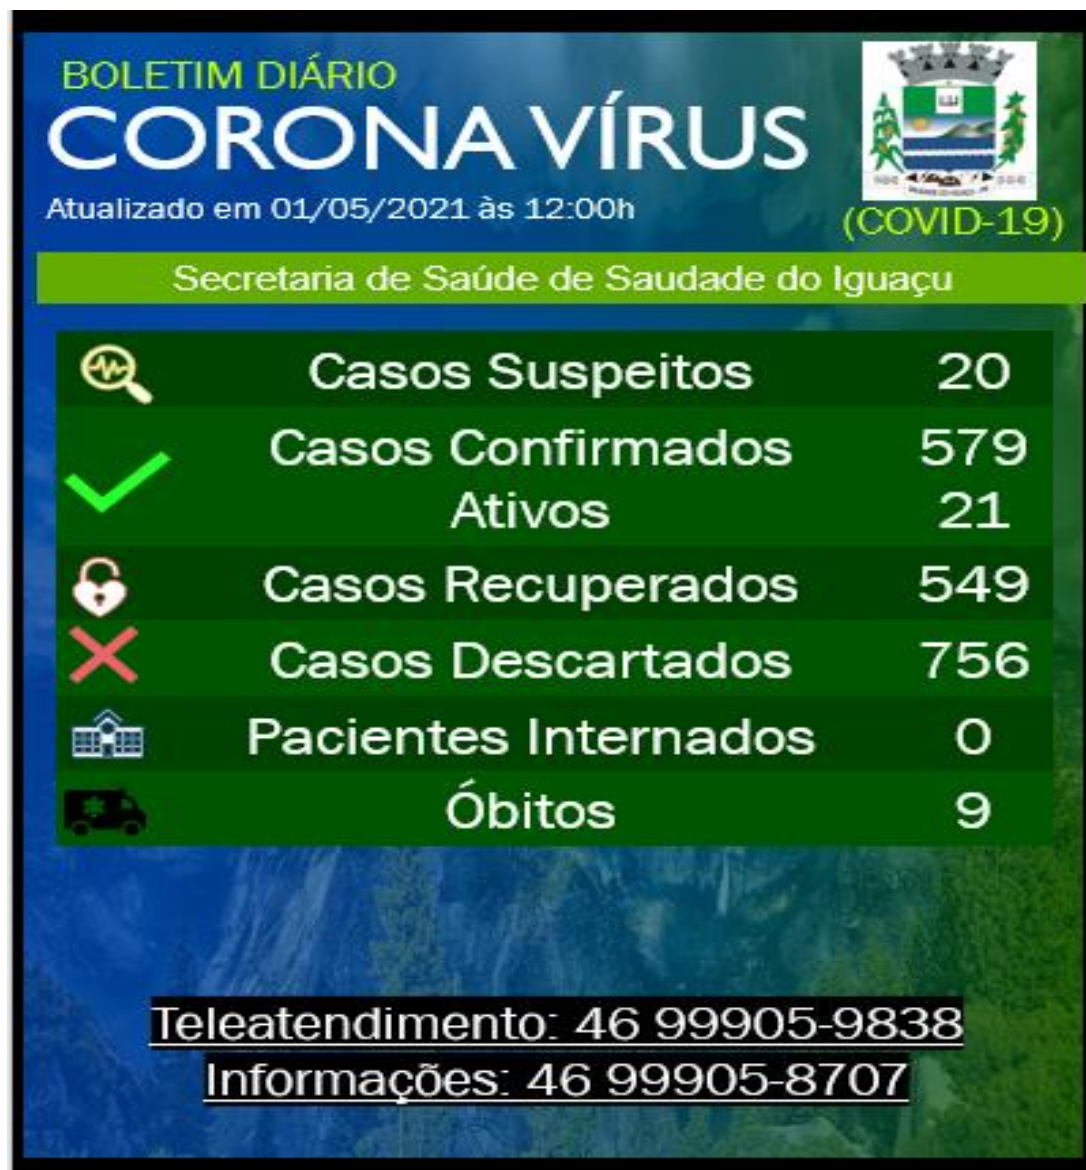 BOLETIM DIÁRIO
CORONA VÍRUS
Atualizado em 01/05/2021 às 12:00h
(COVID-19)
Secretaria de Saúde de Saudade do Iguaçu
Casos Suspeitos 20
Casos Confirmados 579
Ativos 21
Casos Recuperados 549
Casos Descartados 756
Pacientes Internados 0
Óbitos 9
Teleatendimento: 46 99905-9838
Informações: 46 99905-8707